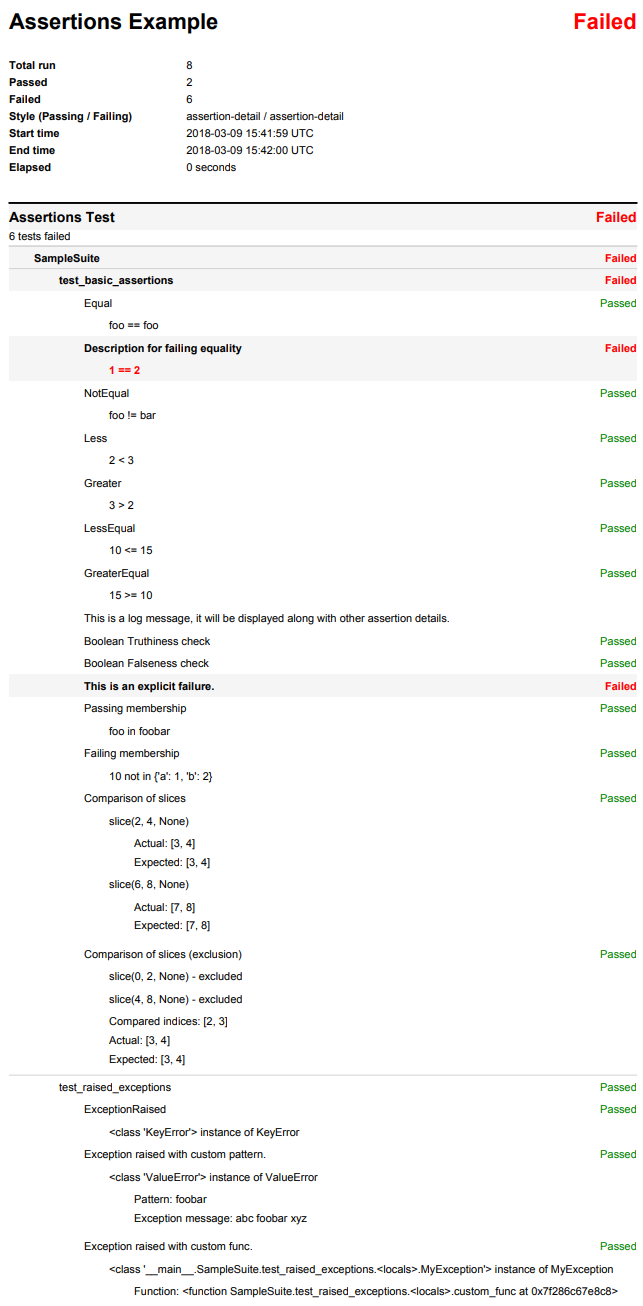 Assertions Example Failed
Total run 8
Passed 2
Failed 6
Style (Passing / Failing) assertion-detail / assertion-detail
Start time 2018-03-09 15:41:59 UTC
End time 2018-03-09 15:42:00 UTC
Elapsed 0 seconds
Assertions Test Failed
6 tests failed
SampleSuite Failed
test_basic_assertions Failed
Equal Passed
foo == foo
Description for failing equality Failed
1 == 2
NotEqual Passed
foo != bar
Less Passed
2 < 3
Greater Passed
3 > 2
LessEqual Passed
10 <= 15
GreaterEqual Passed
15 >= 10
This is a log message, it will be displayed along with other assertion details.
Boolean Truthiness check Passed
Boolean Falseness check Passed
This is an explicit failure. Failed
Passing membership Passed
foo in foobar
Failing membership Passed
10 not in {'a': 1, 'b': 2}
Comparison of slices Passed
slice(2, 4, None)
Actual: [3, 4]
Expected: [3, 4]
slice(6, 8, None)
Actual: [7, 8]
Expected: [7, 8]
Comparison of slices (exclusion) Passed
slice(0, 2, None) - excluded
slice(4, 8, None) - excluded
Compared indices: [2, 3]
Actual: [3, 4]
Expected: [3, 4]
test_raised_exceptions Passed
ExceptionRaised Passed
<class 'KeyError'> instance of KeyError
Exception raised with custom pattern. Passed
<class 'ValueError'> instance of ValueError
Pattern: foobar
Exception message: abc foobar xyz
Exception raised with custom func. Passed
<class '__main__.SampleSuite.test_raised_exceptions.<locals>.MyException'> instance of MyException
Function: <function SampleSuite.test_raised_exceptions.<locals>.custom_func at 0x7f286c67e8c8>